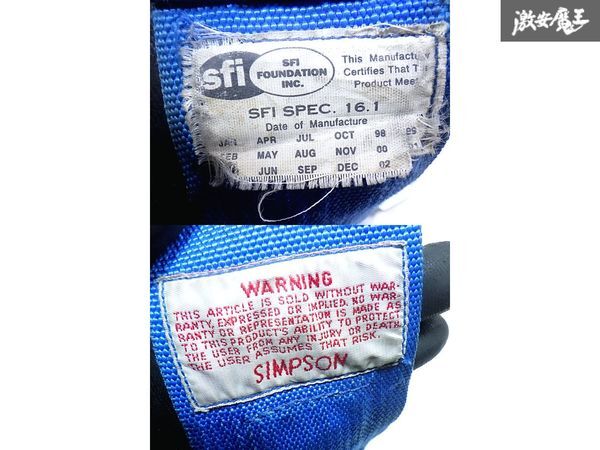 激安魔王
sfi
SFI
FOUNDATION
INC.
This Manufactu
Certifies That T
Product Mee
SFI SPEC. 16.1
Date of Manufacture
APR JUL OCT 98 99
MAY AUG NOV 00
JUN SEP DEC 02
WARNING
THIS ARTICLE IS SOLD WITHOUT WAR-
RANTY, EXPRESSED OR IMPLIED. NO WAR-
RANTY OR REPRESENTATION IS MADE AS
TO THIS PRODUCT'S ABILITY TO PROTECT
THE USER FROM ANY INJURY OR DEATH.
THE USER ASSUMES THAT RISK.
SIMPSON